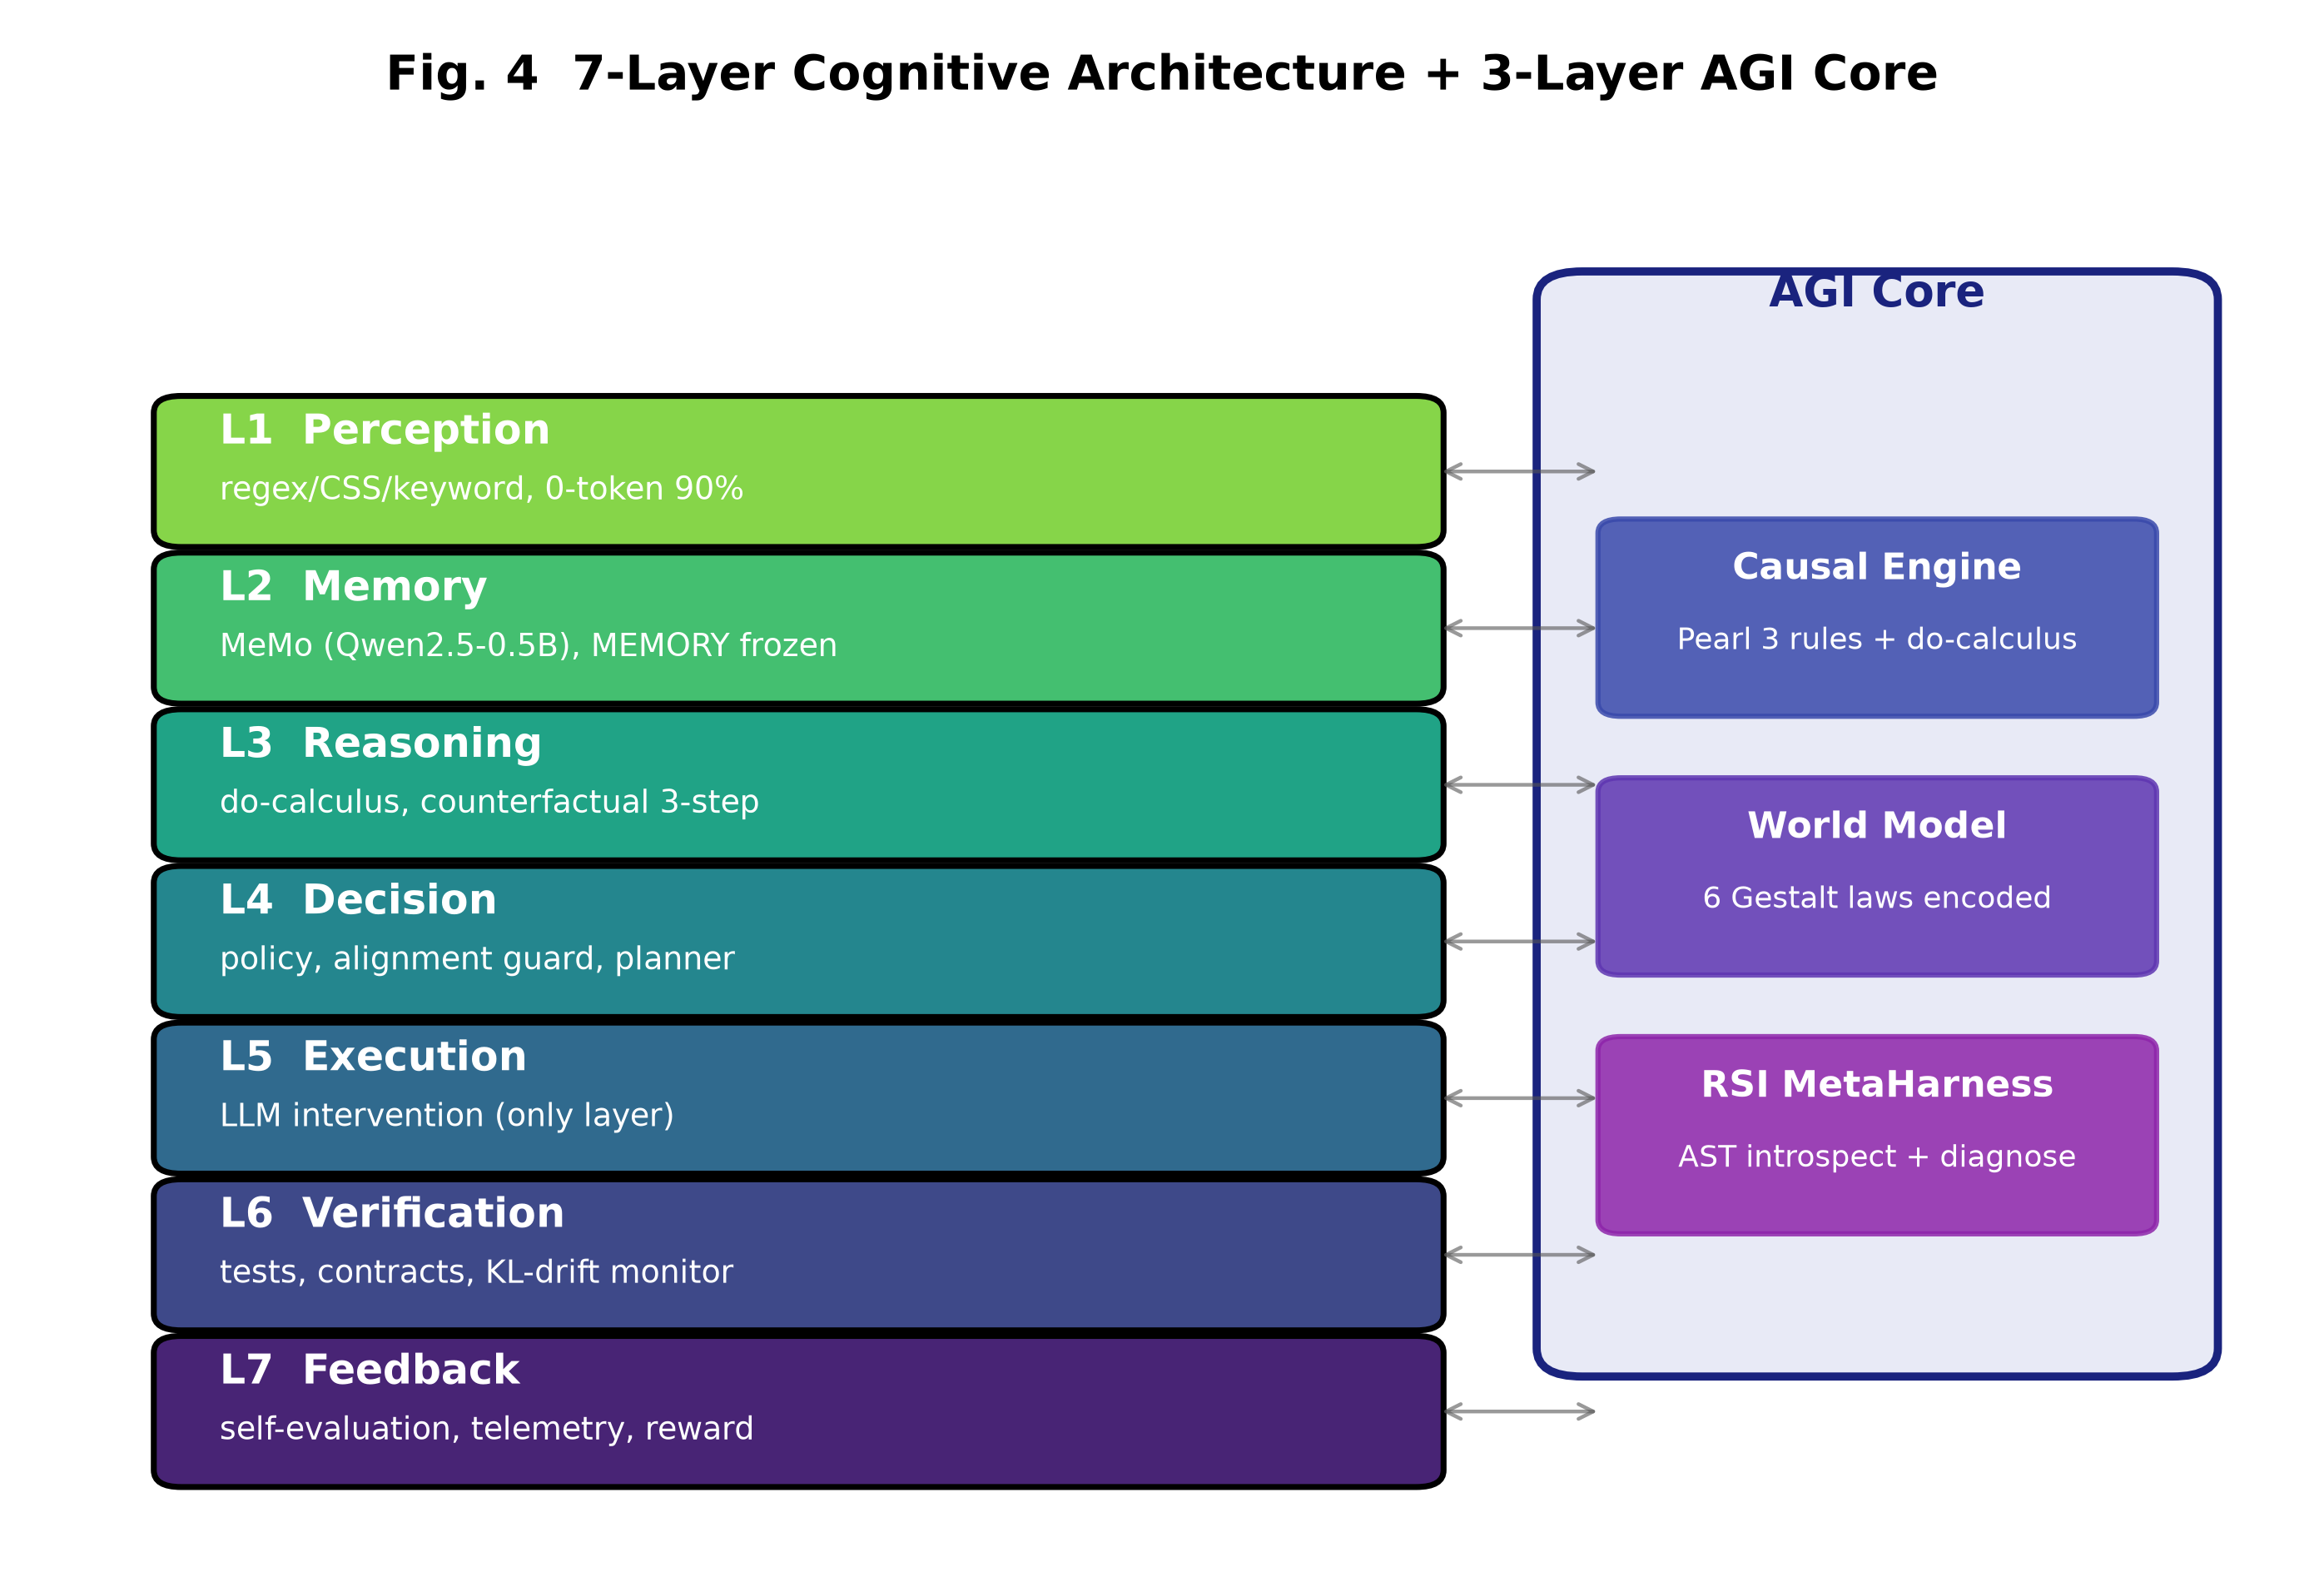 Fig. 4  7-Layer Cognitive Architecture + 3-Layer AGI Core
AGI Core
L1  Perception
regex/CSS/keyword, 0-token 90%
L2  Memory
MeMo (Qwen2.5-0.5B), MEMORY frozen
L3  Reasoning
do-calculus, counterfactual 3-step
L4  Decision
policy, alignment guard, planner
L5  Execution
LLM intervention (only layer)
L6  Verification
tests, contracts, KL-drift monitor
L7  Feedback
self-evaluation, telemetry, reward
Causal Engine
Pearl 3 rules + do-calculus
World Model
6 Gestalt laws encoded
RSI MetaHarness
AST introspect + diagnose